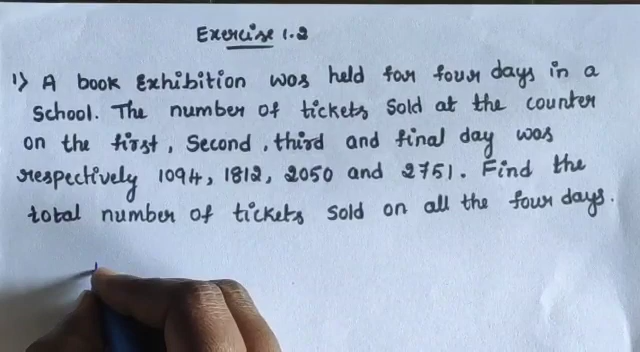 Exercise 1.2
1) A book Exhibition was held for four days in a
School. The number of tickets Sold at the counter
on the first, Second, third and final day was
respectively 1094, 1812, 2050 and 2751. Find the
total number of tickets sold on all the four days.